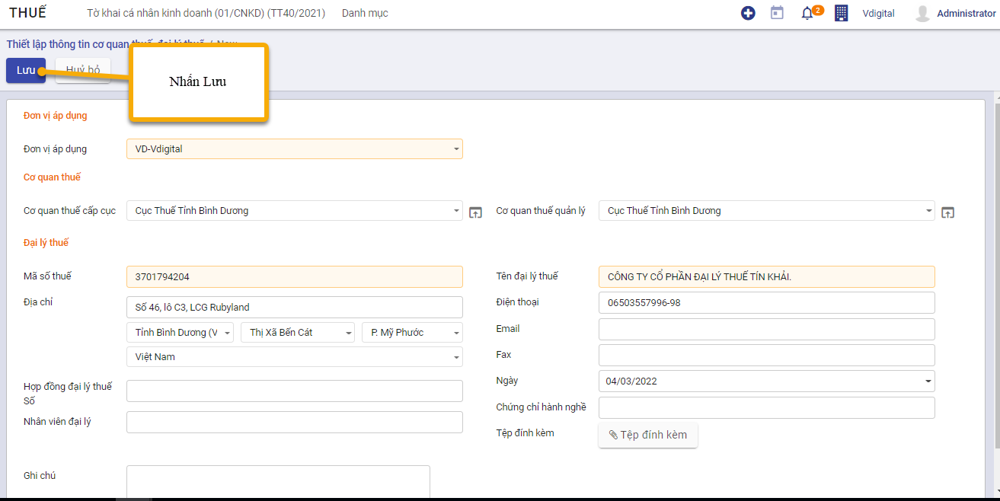 THUẾ
Tờ khai cá nhân kinh doanh (01/CNKD) (TT40/2021)
Danh mục
2
Vdigital
Administrator
Thiết lập thông tin cơ quan thuế, đại lý thuế / New
Lưu
Huỷ bỏ
Nhấn Lưu
Đơn vị áp dụng
Đơn vị áp dụng
VD-Vdigital
Cơ quan thuế
Cơ quan thuế cấp cục
Cục Thuế Tỉnh Bình Dương
Cơ quan thuế quản lý
Cục Thuế Tỉnh Bình Dương
Đại lý thuế
Mã số thuế
3701794204
Tên đại lý thuế
CÔNG TY CỔ PHẦN ĐẠI LÝ THUẾ TÍN KHẢI.
Địa chỉ
Số 46, lô C3, LCG Rubyland
Điện thoại
06503557996-98
Tỉnh Bình Dương (V
Thị Xã Bến Cát
P. Mỹ Phước
Email
Việt Nam
Fax
Hợp đồng đại lý thuế
Số
Ngày
04/03/2022
Nhân viên đại lý
Chứng chỉ hành nghề
Tệp đính kèm
Tệp đính kèm
Ghi chú